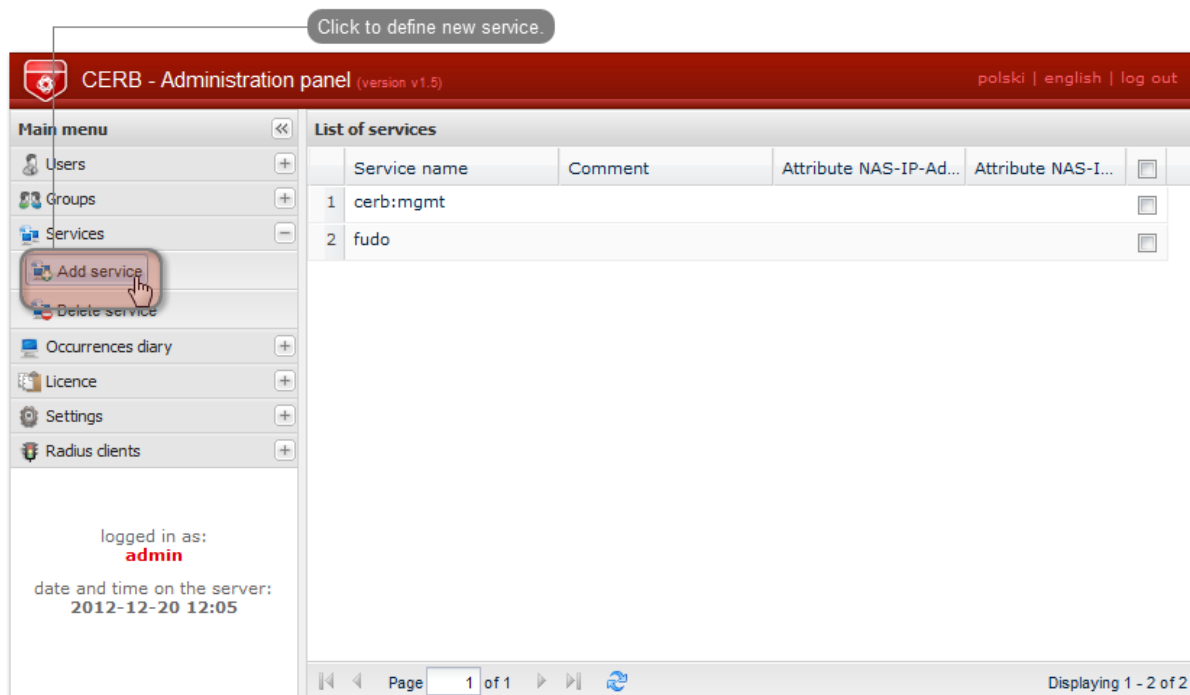 Click to define new service.
CERB - Administration panel (version v1.5)
polski | english | log out
Main menu
Users
Groups
Services
Add service
Delete service
Occurrences diary
Licence
Settings
Radius clients
logged in as:
admin
date and time on the server:
2012-12-20 12:05
List of services
Service name Comment Attribute NAS-IP-Ad... Attribute NAS-I...
1 cerb:mgmt
2 fudo
Page 1 of 1
Displaying 1 - 2 of 2